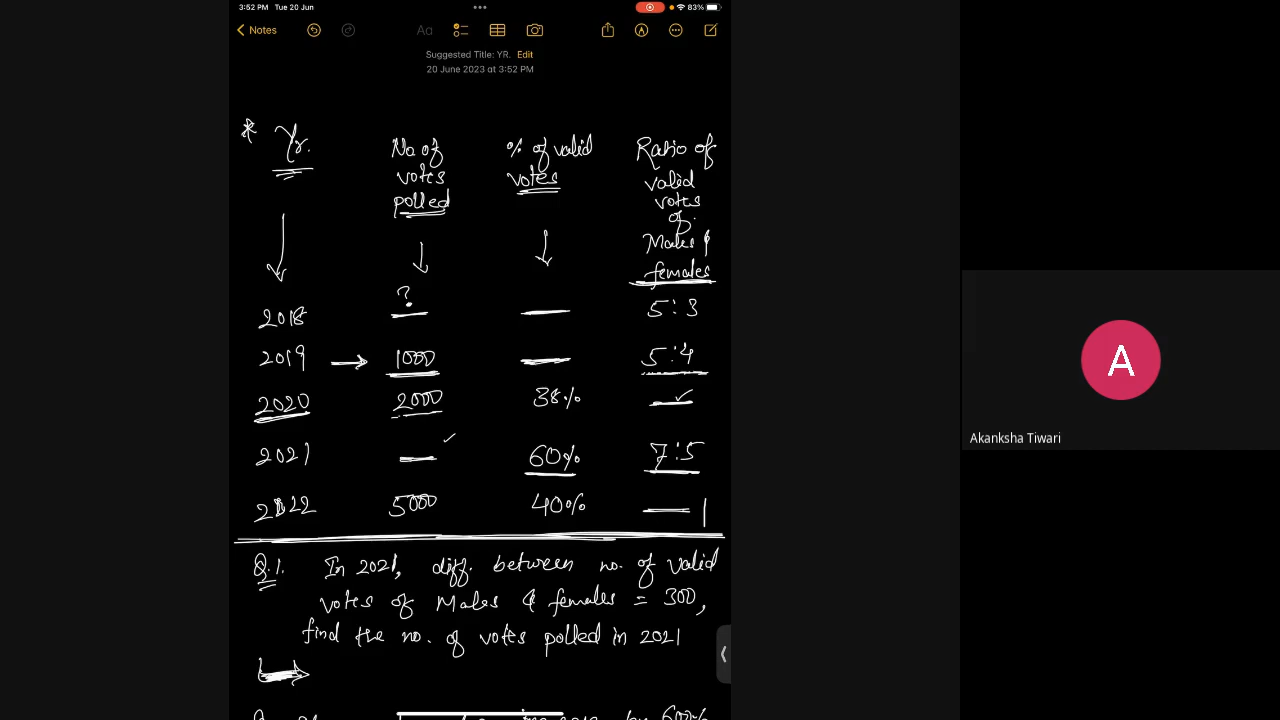 3:52 PM Tue 20 Jun
83%
Notes
Aa
Suggested Title: YR. Edit
20 June 2023 at 3:52 PM
* Yr.
No of votes polled
% of valid votes
Ratio of valid votes of Males & females
2018 ? — 5:3
2019 → 1000 — 5:4
2020 2000 38% —
2021 — 60% 7:5
2022 5000 40% —
Q.1. In 2021, diff. between no. of valid
votes of Males & females = 300,
find the no. of votes polled in 2021
A
Akanksha Tiwari